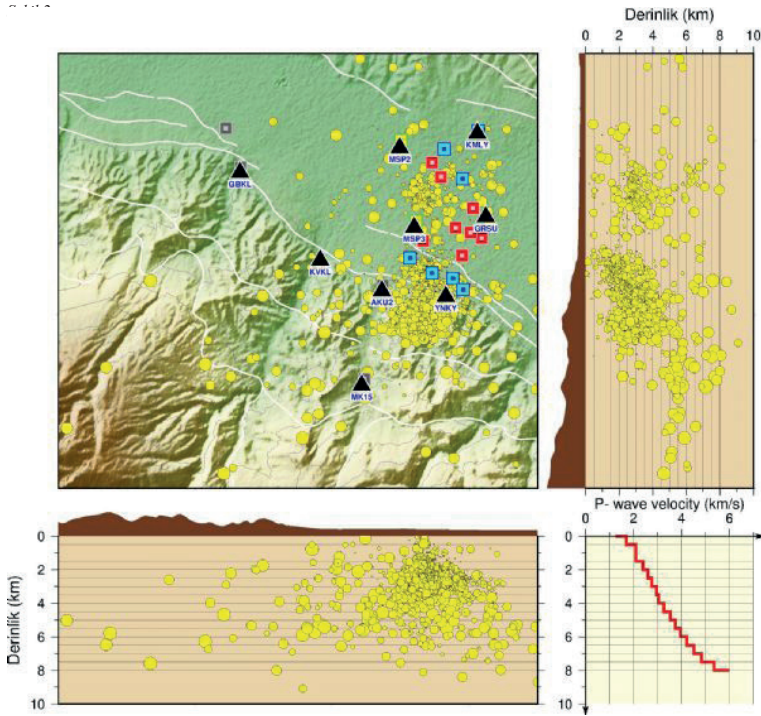 Derinlik (km)
0 2 4 6 8 10
KMLY
MSP2
GBKL
GRSU
MSP3
KVKL
AKU2
YNKY
MK15
P- wave velocity (km/s)
0 2 4 6
0
2
4
6
8
10
Derinlik (km)
0
2
4
6
8
10